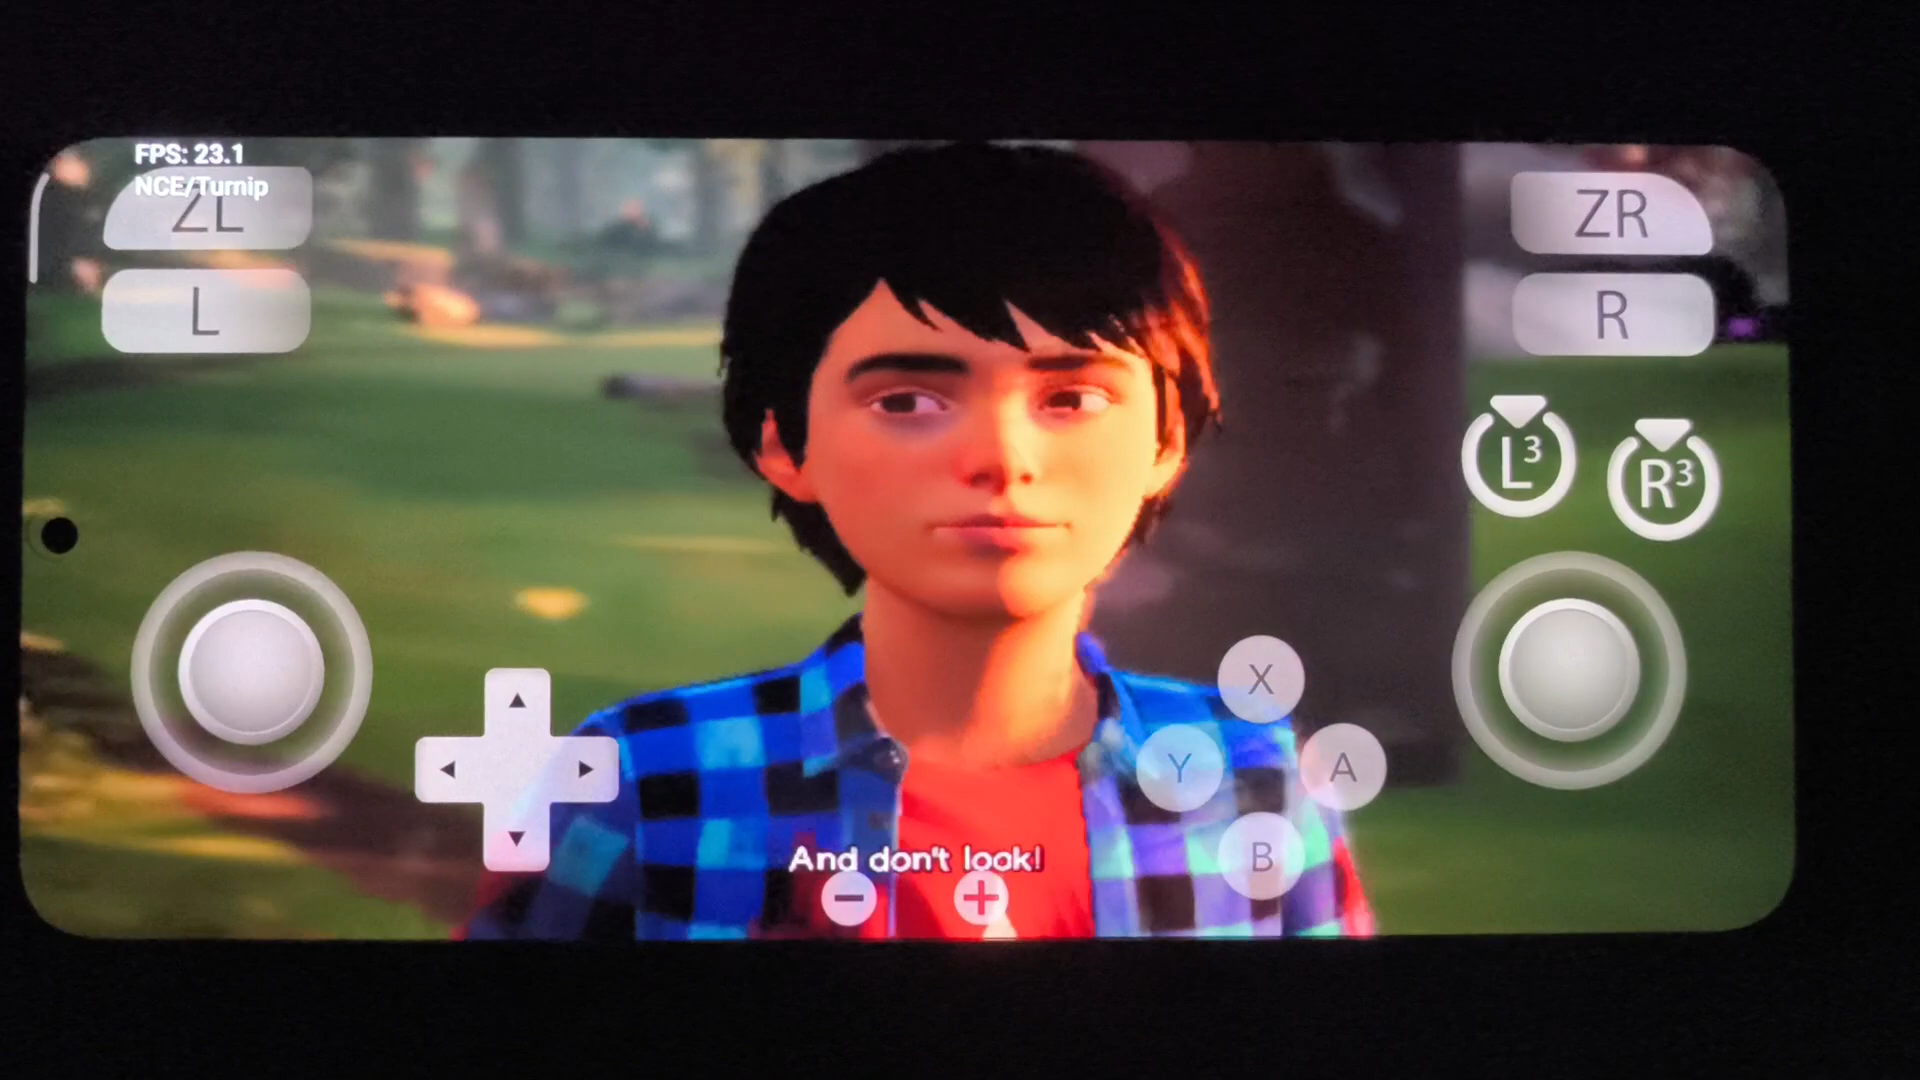 FPS: 23.1
NCE/Turnip
ZL
L
ZR
R
L3
R3
X
Y
A
B
And don't look!